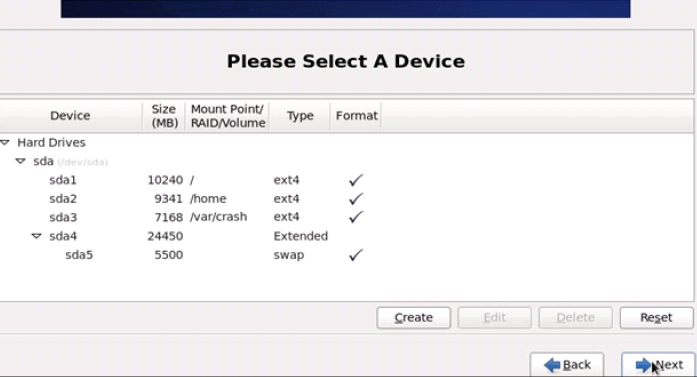 Please Select A Device
Device Size (MB) Mount Point/ RAID/Volume Type Format
Hard Drives
sda (/dev/sda)
sda1 10240 / ext4
sda2 9341 /home ext4
sda3 7168 /var/crash ext4
sda4 24450 Extended
sda5 5500 swap
Create Edit Delete Reset
Back Next